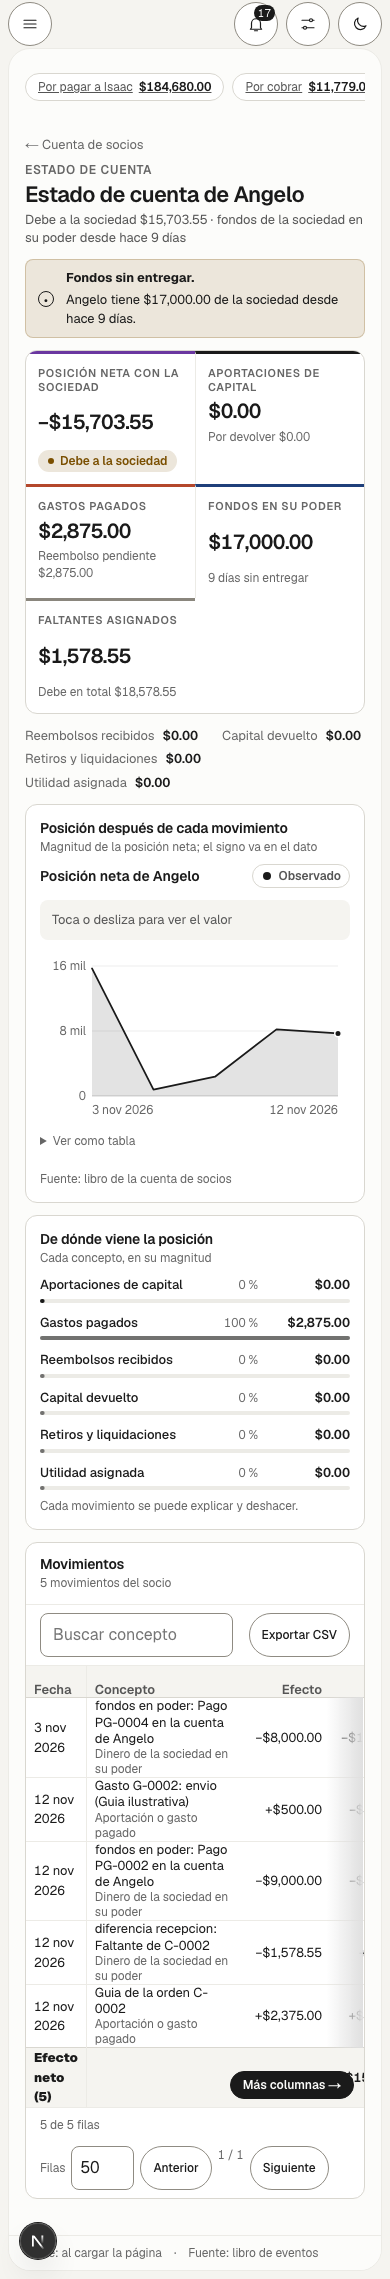 17
Por pagar a Isaac $184,680.00
Por cobrar $11,779.0
← Cuenta de socios
ESTADO DE CUENTA
Estado de cuenta de Angelo
Debe a la sociedad $15,703.55 · fondos de la sociedad en
su poder desde hace 9 días
Fondos sin entregar.
Angelo tiene $17,000.00 de la sociedad desde
hace 9 días.
POSICIÓN NETA CON LA
SOCIEDAD
−$15,703.55
Debe a la sociedad
APORTACIONES DE
CAPITAL
$0.00
Por devolver $0.00
GASTOS PAGADOS
$2,875.00
Reembolso pendiente
$2,875.00
FONDOS EN SU PODER
$17,000.00
9 días sin entregar
FALTANTES ASIGNADOS
$1,578.55
Debe en total $18,578.55
Reembolsos recibidos $0.00 Capital devuelto $0.00
Retiros y liquidaciones $0.00
Utilidad asignada $0.00
Posición después de cada movimiento
Magnitud de la posición neta; el signo va en el dato
Posición neta de Angelo Observado
Toca o desliza para ver el valor
16 mil
8 mil
0
3 nov 2026 12 nov 2026
▶ Ver como tabla
Fuente: libro de la cuenta de socios
De dónde viene la posición
Cada concepto, en su magnitud
Aportaciones de capital 0 % $0.00
Gastos pagados 100 % $2,875.00
Reembolsos recibidos 0 % $0.00
Capital devuelto 0 % $0.00
Retiros y liquidaciones 0 % $0.00
Utilidad asignada 0 % $0.00
Cada movimiento se puede explicar y deshacer.
Movimientos
5 movimientos del socio
Buscar concepto Exportar CSV
Fecha Concepto Efecto
3 nov
2026
fondos en poder: Pago
PG-0004 en la cuenta
de Angelo
Dinero de la sociedad en
su poder
−$8,000.00
12 nov
2026
Gasto G-0002: envio
(Guia ilustrativa)
Aportación o gasto
pagado
+$500.00
12 nov
2026
fondos en poder: Pago
PG-0002 en la cuenta
de Angelo
Dinero de la sociedad en
su poder
−$9,000.00
12 nov
2026
diferencia recepcion:
Faltante de C-0002
Dinero de la sociedad en
su poder
−$1,578.55
12 nov
2026
Guia de la orden C-
0002
Aportación o gasto
pagado
+$2,375.00
Efecto
neto
(5)
Más columnas →
5 de 5 filas
Filas 50 Anterior 1 / 1 Siguiente
N
: al cargar la página · Fuente: libro de eventos